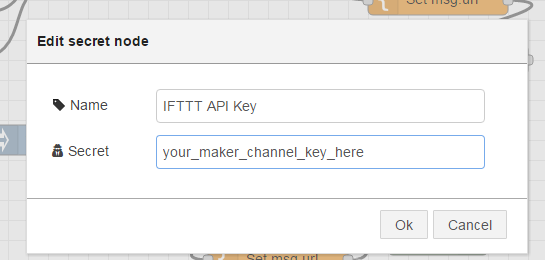 Set msg.url
Edit secret node
Name
IFTTT API Key
Secret
your_maker_channel_key_here
Ok
Cancel
Set msg url